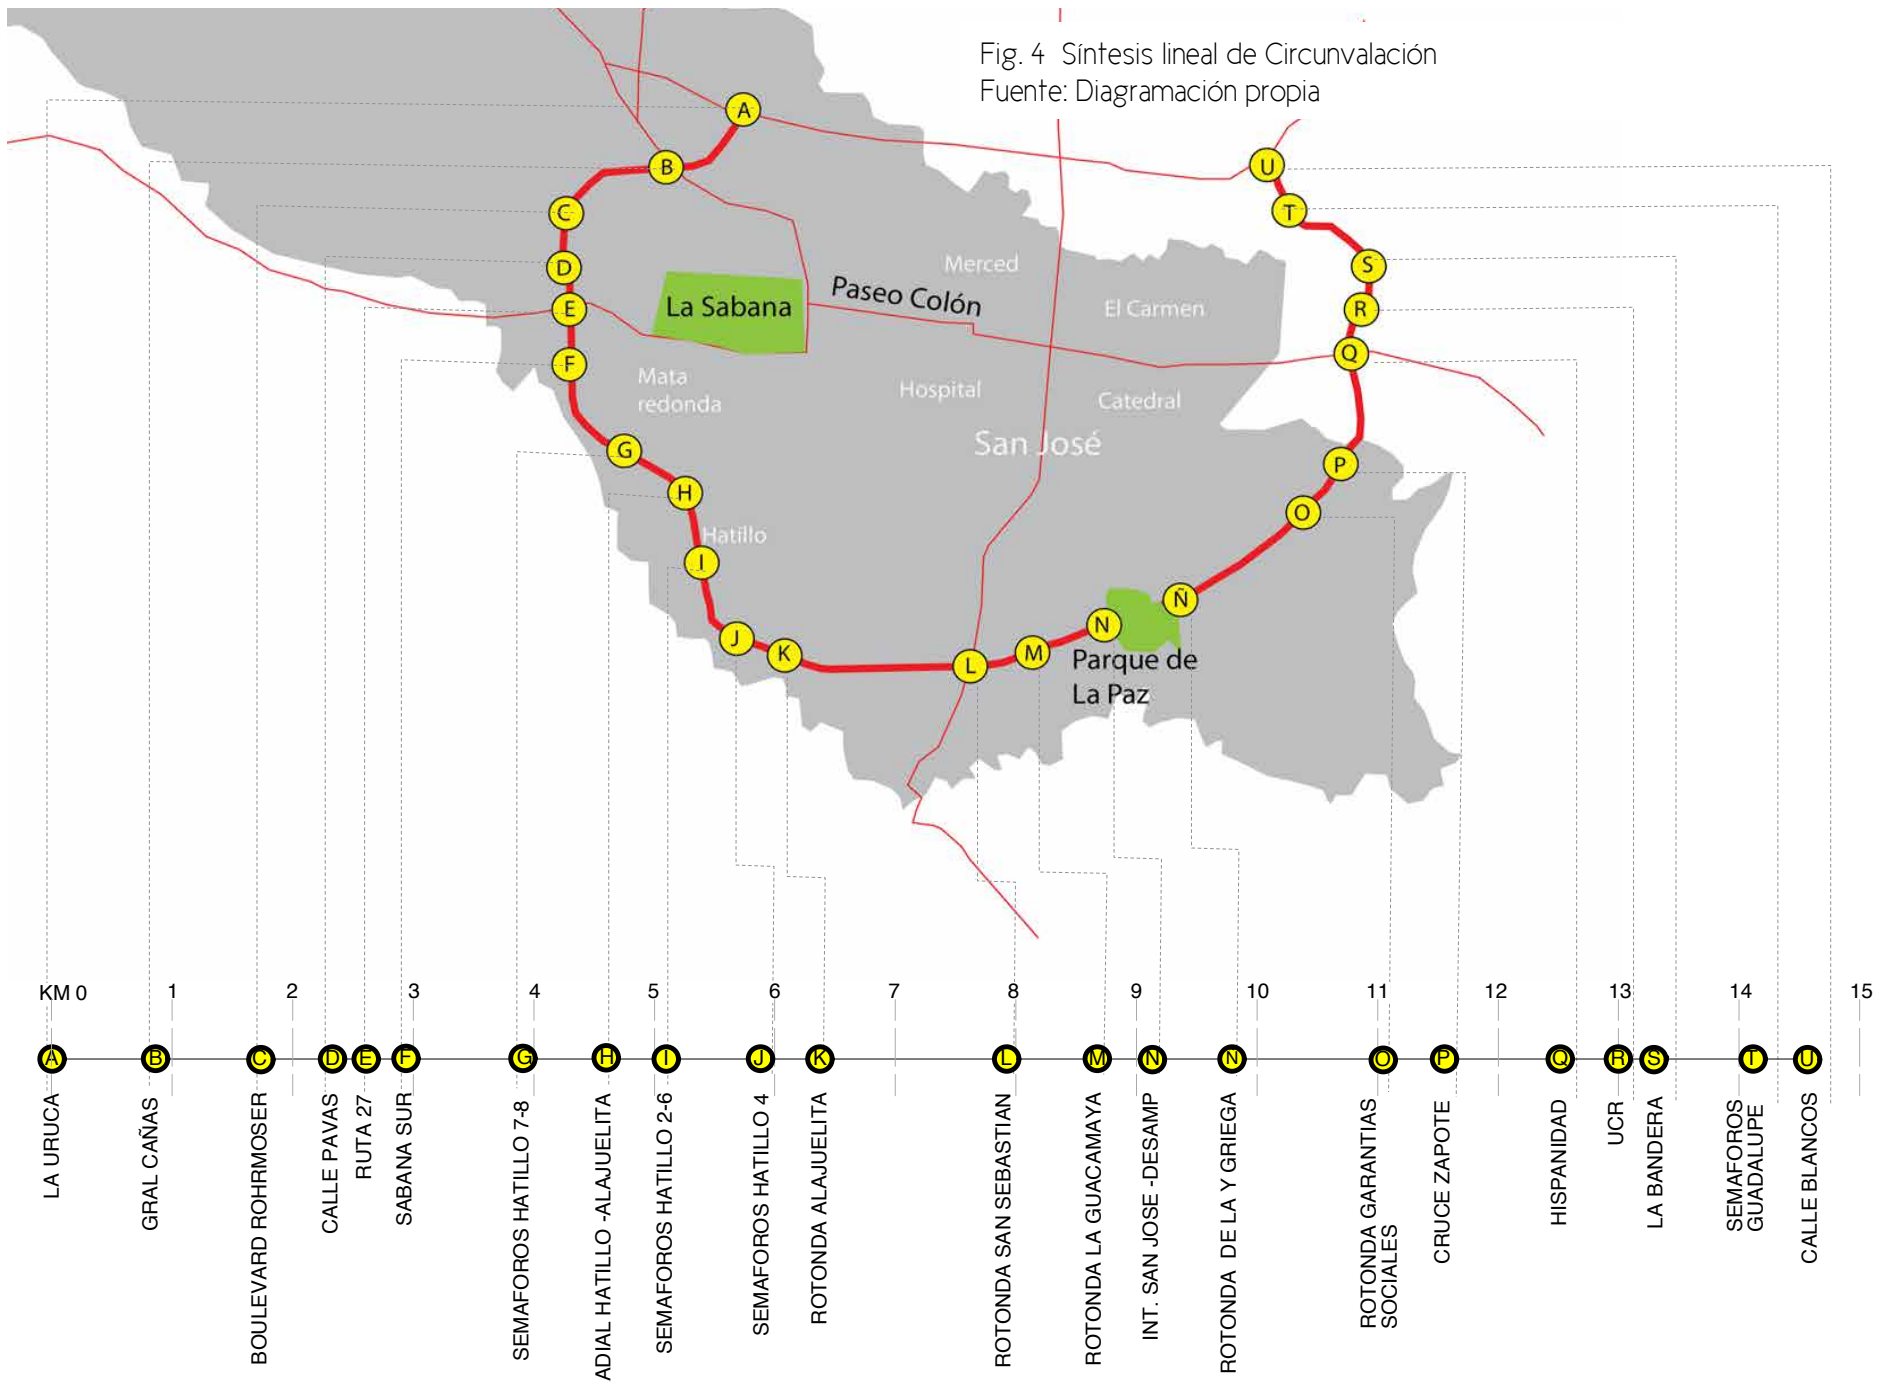 Fig. 4 Síntesis lineal de Circunvalación
Fuente: Diagramación propia
A
B
C
D
E
F
G
H
I
J
K
L
M
N
Ñ
O
P
Q
R
S
T
U
La Sabana
Paseo Colón
Merced
El Carmen
Mata
redonda
Hospital
Catedral
San José
Hatillo
Parque de
La Paz
KM 0 1 2 3 4 5 6 7 8 9 10 11 12 13 14 15
A B C D E F G H I J K L M N N O P Q R S T U
LA URUCA
GRAL CAÑAS
BOULEVARD ROHRMOSER
CALLE PAVAS
RUTA 27
SABANA SUR
SEMAFOROS HATILLO 7-8
ADIAL HATILLO -ALAJUELITA
SEMAFOROS HATILLO 2-6
SEMAFOROS HATILLO 4
ROTONDA ALAJUELITA
ROTONDA SAN SEBASTIAN
ROTONDA LA GUACAMAYA
INT. SAN JOSE -DESAMP
ROTONDA DE LA Y GRIEGA
ROTONDA GARANTIAS
SOCIALES
CRUCE ZAPOTE
HISPANIDAD
UCR
LA BANDERA
SEMAFOROS
GUADALUPE
CALLE BLANCOS